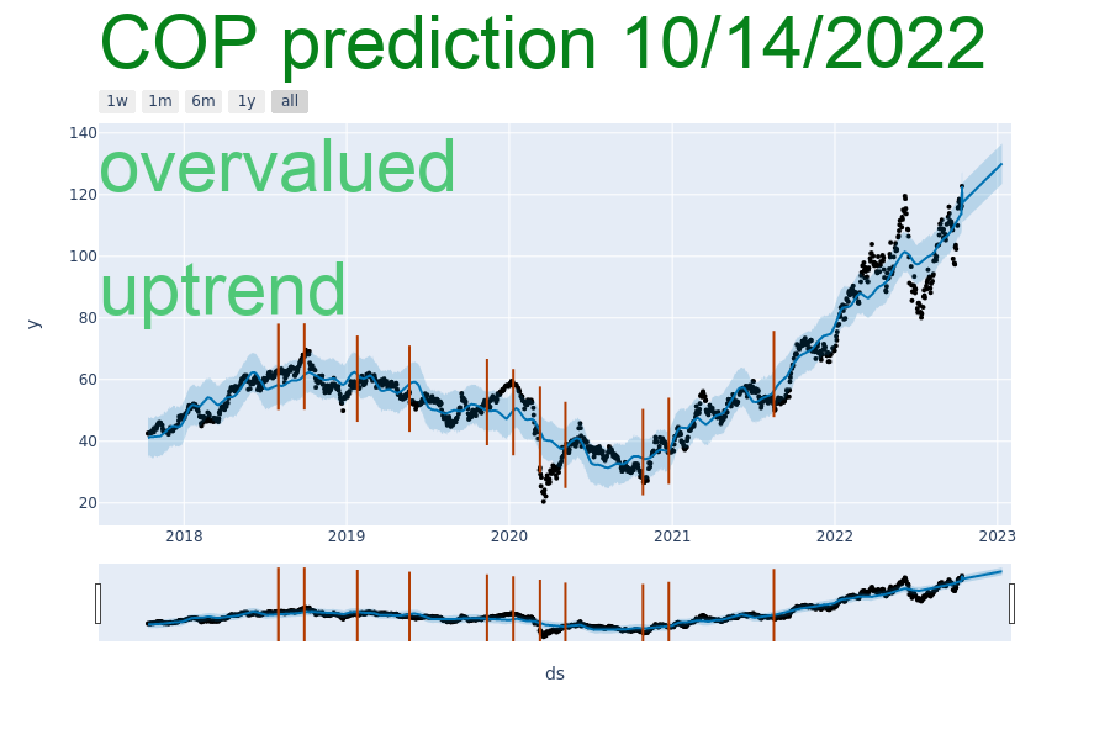 COP prediction 10/14/2022
1w 1m 6m 1y all
140
overvalued
120
100
uptrend
80
y
60
40
20
2018 2019 2020 2021 2022 2023
ds